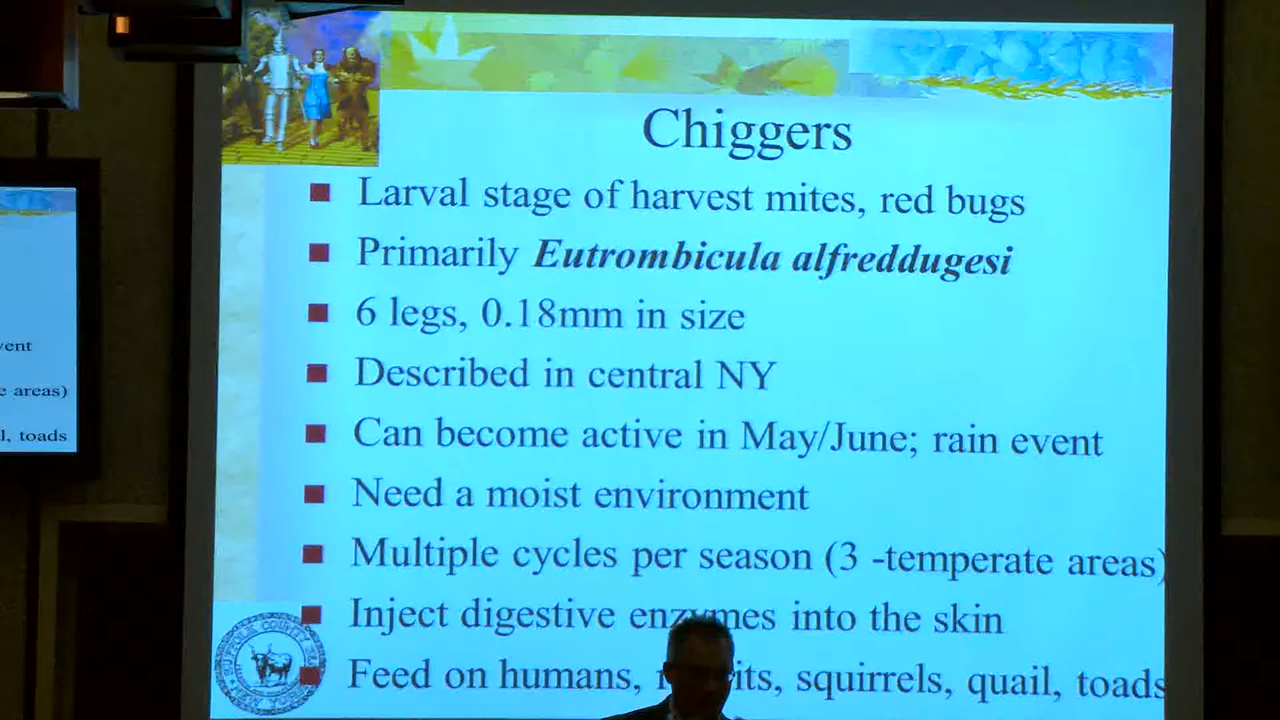 Chiggers
Larval stage of harvest mites, red bugs
Primarily Eutrombicula alfreddugesi
6 legs, 0.18mm in size
Described in central NY
Can become active in May/June; rain event
Need a moist environment
Multiple cycles per season (3 -temperate areas)
Inject digestive enzymes into the skin
Feed on humans, squirrels, quail, toads
vent
e areas)
l, toads
SUFFOLK COUNTY